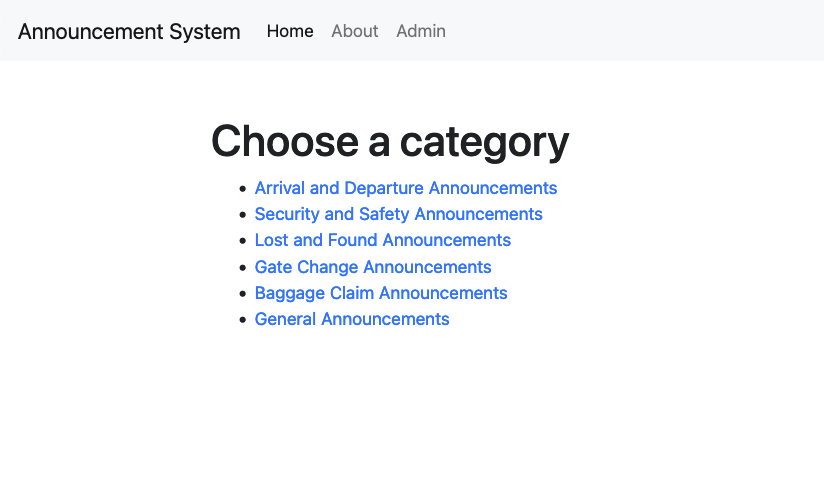 Announcement System Home About Admin
Choose a category
Arrival and Departure Announcements
Security and Safety Announcements
Lost and Found Announcements
Gate Change Announcements
Baggage Claim Announcements
General Announcements